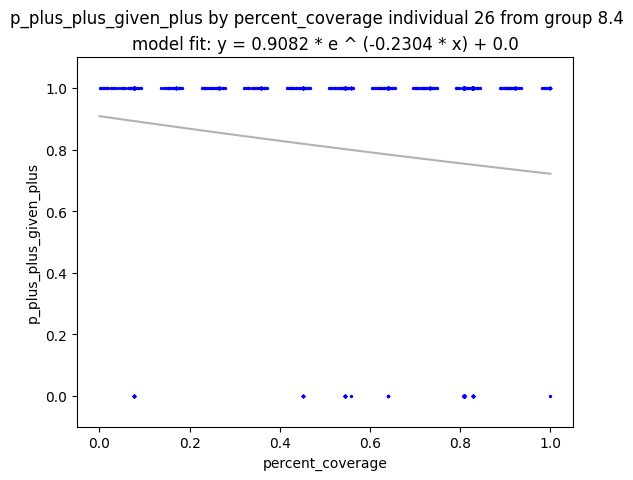 p_plus_plus_given_plus by percent_coverage individual 26 from group 8.4
model fit: y = 0.9082 * e ^ (-0.2304 * x) + 0.0
p_plus_plus_given_plus
1.0
0.8
0.6
0.4
0.2
0.0
0.0 0.2 0.4 0.6 0.8 1.0
percent_coverage